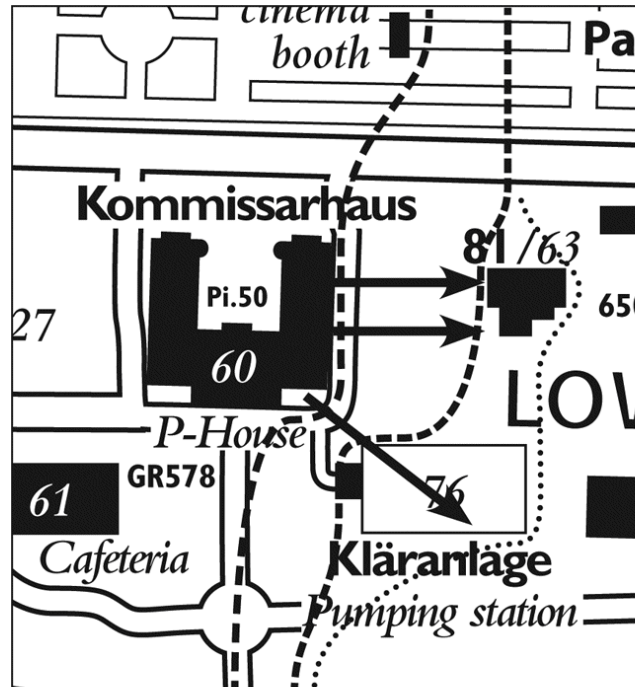 cinema
booth
Pa
Kommissarhaus
81/63
Pi.50
650
27
60
LOW
P-House
GR578
61
76
Cafeteria
Kläranlage
Pumping station